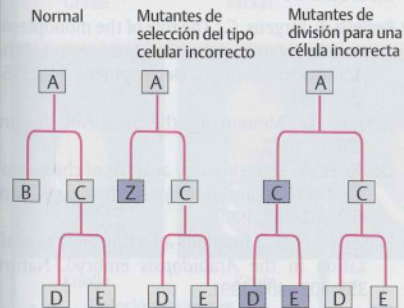 Normal
Mutantes de
selección del tipo
celular incorrecto
Mutantes de
división para una
célula incorrecta
A
A
A
B
C
Z
C
C
C
D
E
D
E
D
E
D
E